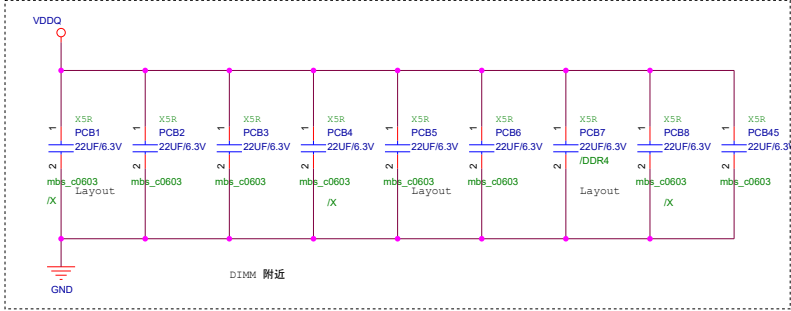 VDDQ
X5R X5R X5R X5R X5R X5R X5R X5R X5R
1 1 1 1 1 1 1 1 1
PCB1 PCB2 PCB3 PCB4 PCB5 PCB6 PCB7 PCB8 PCB45
22UF/6.3V 22UF/6.3V 22UF/6.3V 22UF/6.3V 22UF/6.3V 22UF/6.3V 22UF/6.3V 22UF/6.3V 22UF/6.3V
2 2 2 2 2 2 2 /DDR4 2 2
mbs_c0603 mbs_c0603 mbs_c0603 mbs_c0603 mbs_c0603 mbs_c0603 mbs_c0603 mbs_c0603
Layout Layout Layout
/X /X /X
DIMM 附近
GND